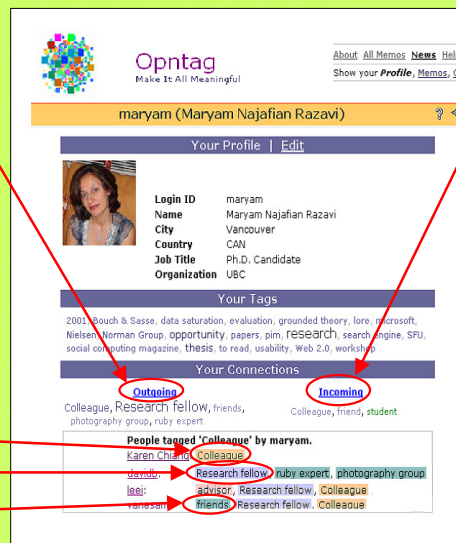 Opntag
Make It All Meaningful
About All Memos News Hel
Show your Profile, Memos,
maryam (Maryam Najafian Razavi)
?
Your Profile | Edit
Login ID maryam
Name Maryam Najafian Razavi
City Vancouver
Country CAN
Job Title Ph.D. Candidate
Organization UBC
Your Tags
2001, Bouch & Sasse, data saturation, evaluation, grounded theory, lore, microsoft,
Nielsen Norman Group, opportunity, papers, pim, research, search engine, SFU,
social computing magazine, thesis, to read, usability, Web 2.0, workshop
Your Connections
Outgoing Incoming
Colleague, Research fellow, friends,
photography group, ruby expert
Colleague, friend, student
People tagged 'Colleague' by maryam.
Karen Chiang: Colleague
davidb: Research fellow, ruby expert, photography group
leei: advisor, Research fellow, Colleague
friends, Research fellow, Colleague